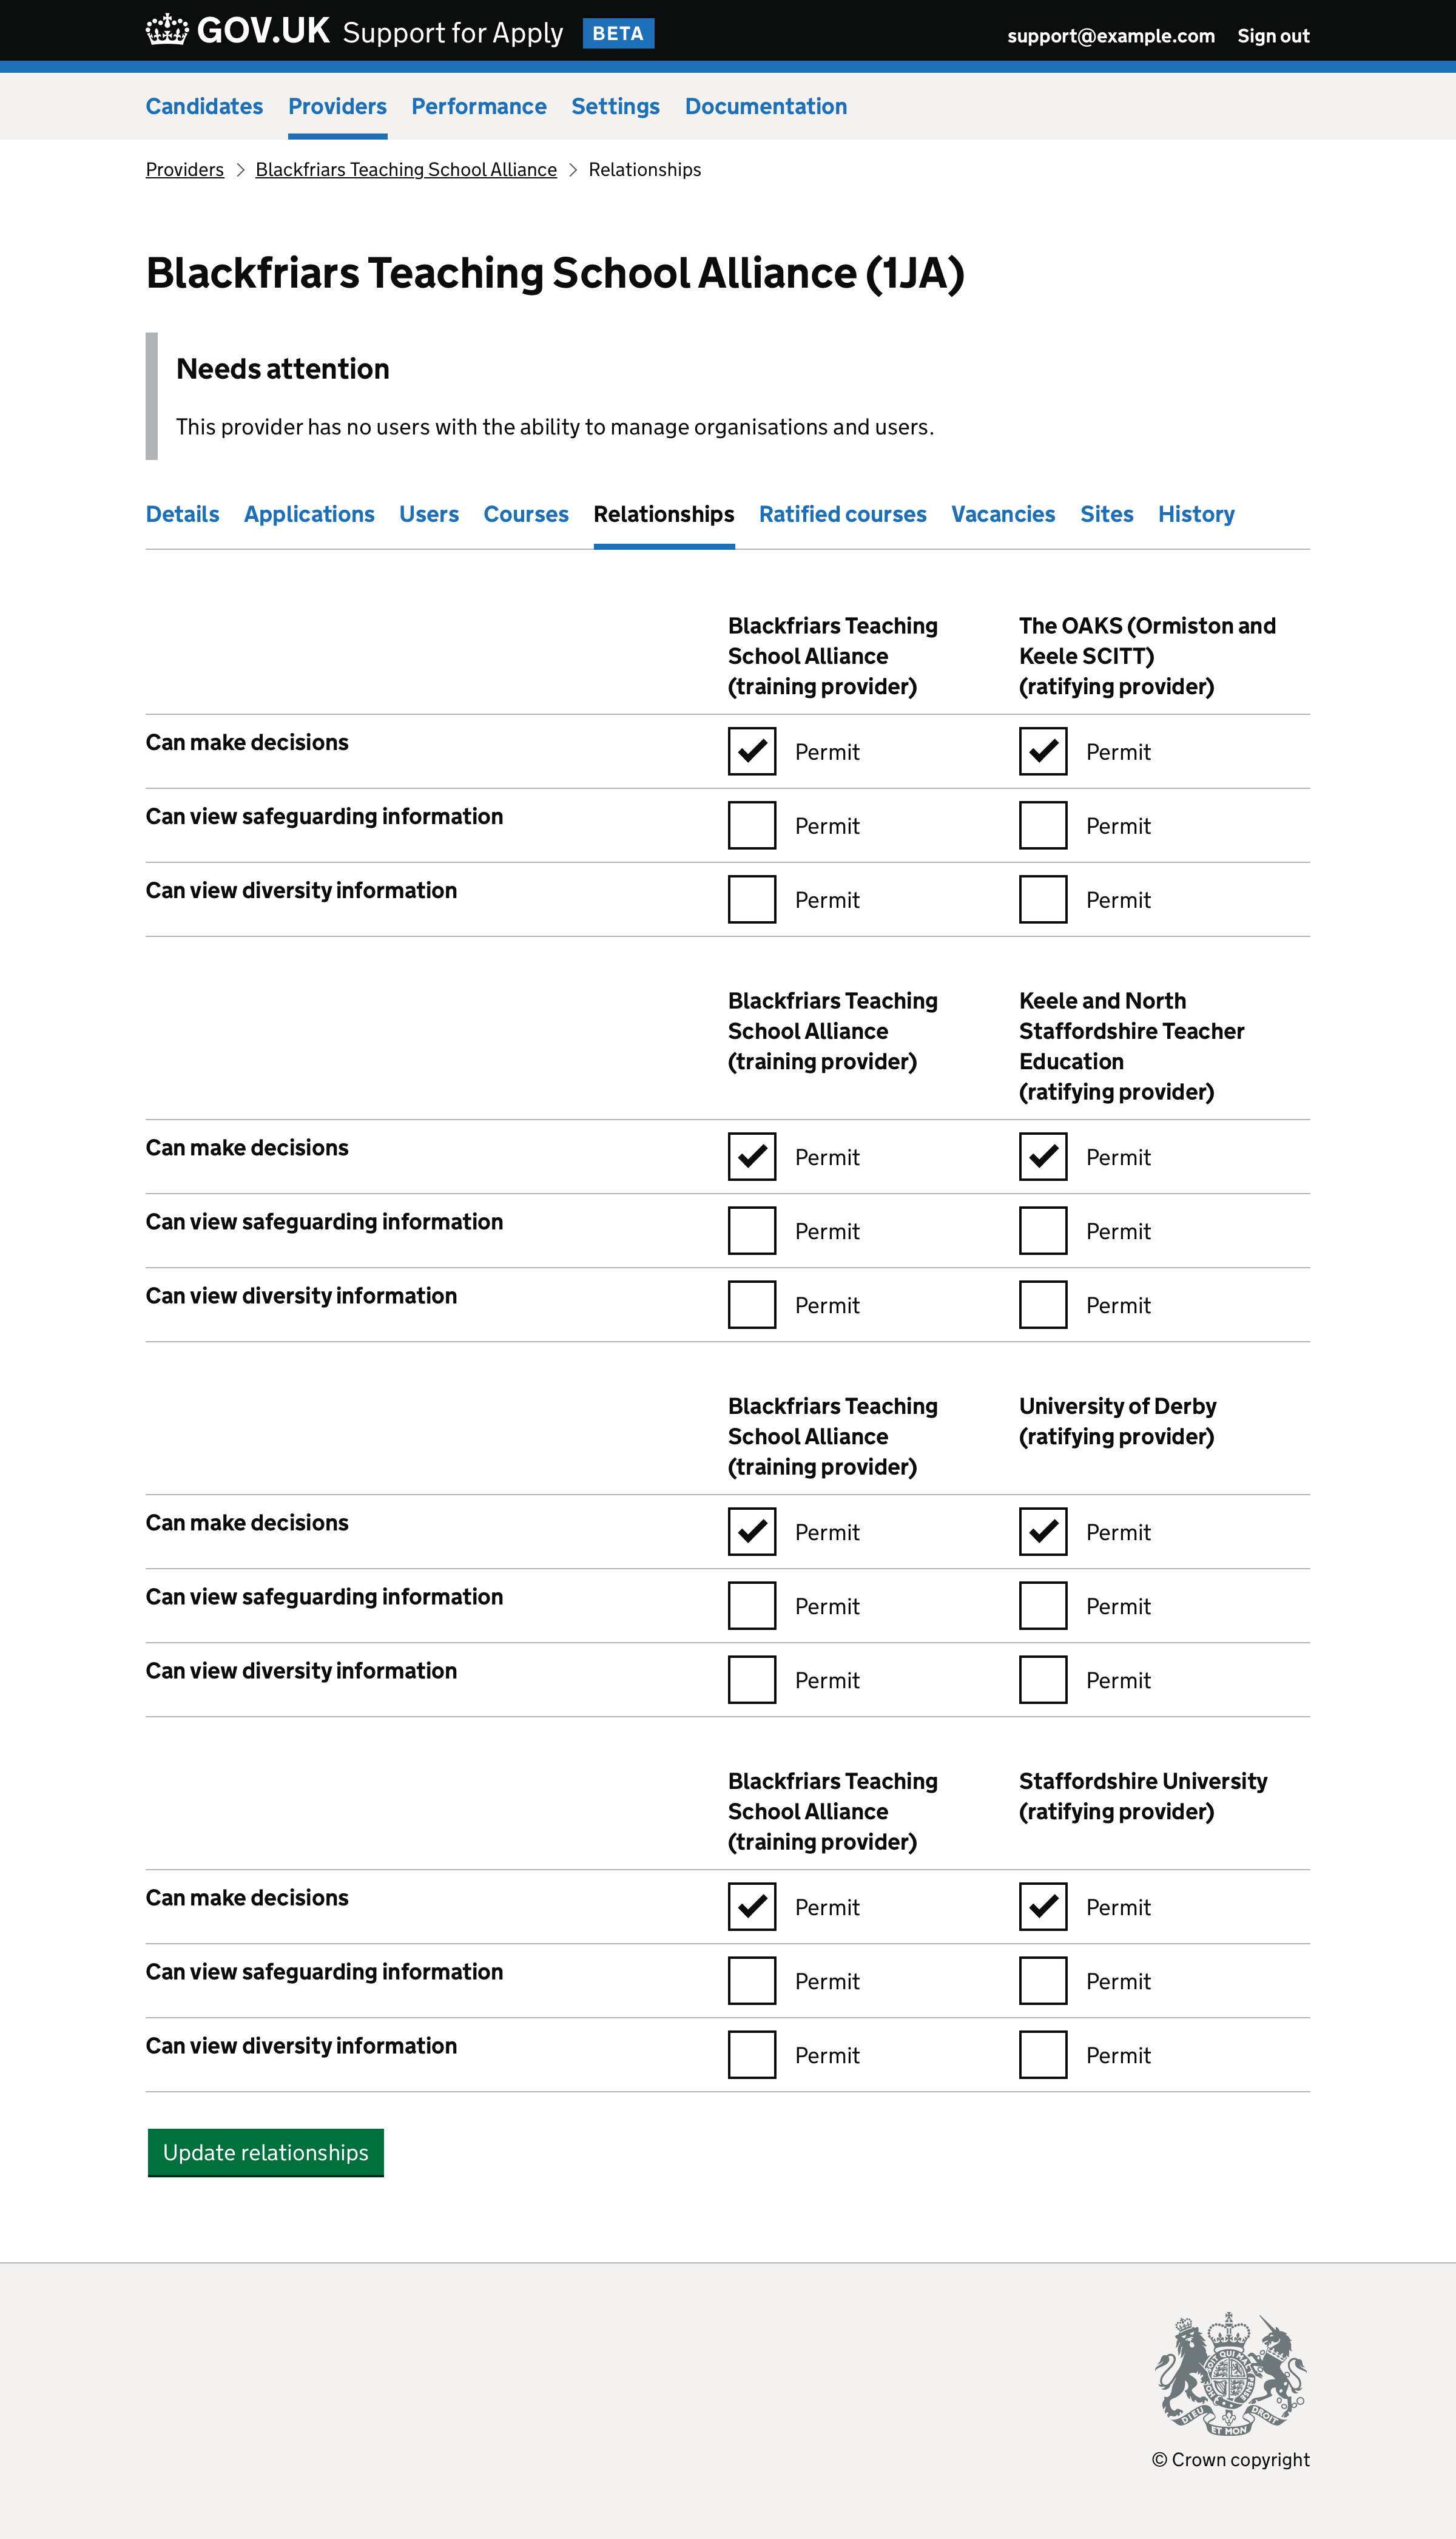 GOV.UK Support for Apply BETA
support@example.com Sign out
Candidates Providers Performance Settings Documentation
Providers Blackfriars Teaching School Alliance Relationships
Blackfriars Teaching School Alliance (1JA)
Needs attention
This provider has no users with the ability to manage organisations and users.
Details Applications Users Courses Relationships Ratified courses Vacancies Sites History
Blackfriars Teaching
School Alliance
(training provider)
The OAKS (Ormiston and
Keele SCITT)
(ratifying provider)
Can make decisions Permit Permit
Can view safeguarding information Permit Permit
Can view diversity information Permit Permit
Blackfriars Teaching
School Alliance
(training provider)
Keele and North
Staffordshire Teacher
Education
(ratifying provider)
Can make decisions Permit Permit
Can view safeguarding information Permit Permit
Can view diversity information Permit Permit
Blackfriars Teaching
School Alliance
(training provider)
University of Derby
(ratifying provider)
Can make decisions Permit Permit
Can view safeguarding information Permit Permit
Can view diversity information Permit Permit
Blackfriars Teaching
School Alliance
(training provider)
Staffordshire University
(ratifying provider)
Can make decisions Permit Permit
Can view safeguarding information Permit Permit
Can view diversity information Permit Permit
Update relationships
DIEU ET MON DROIT
© Crown copyright